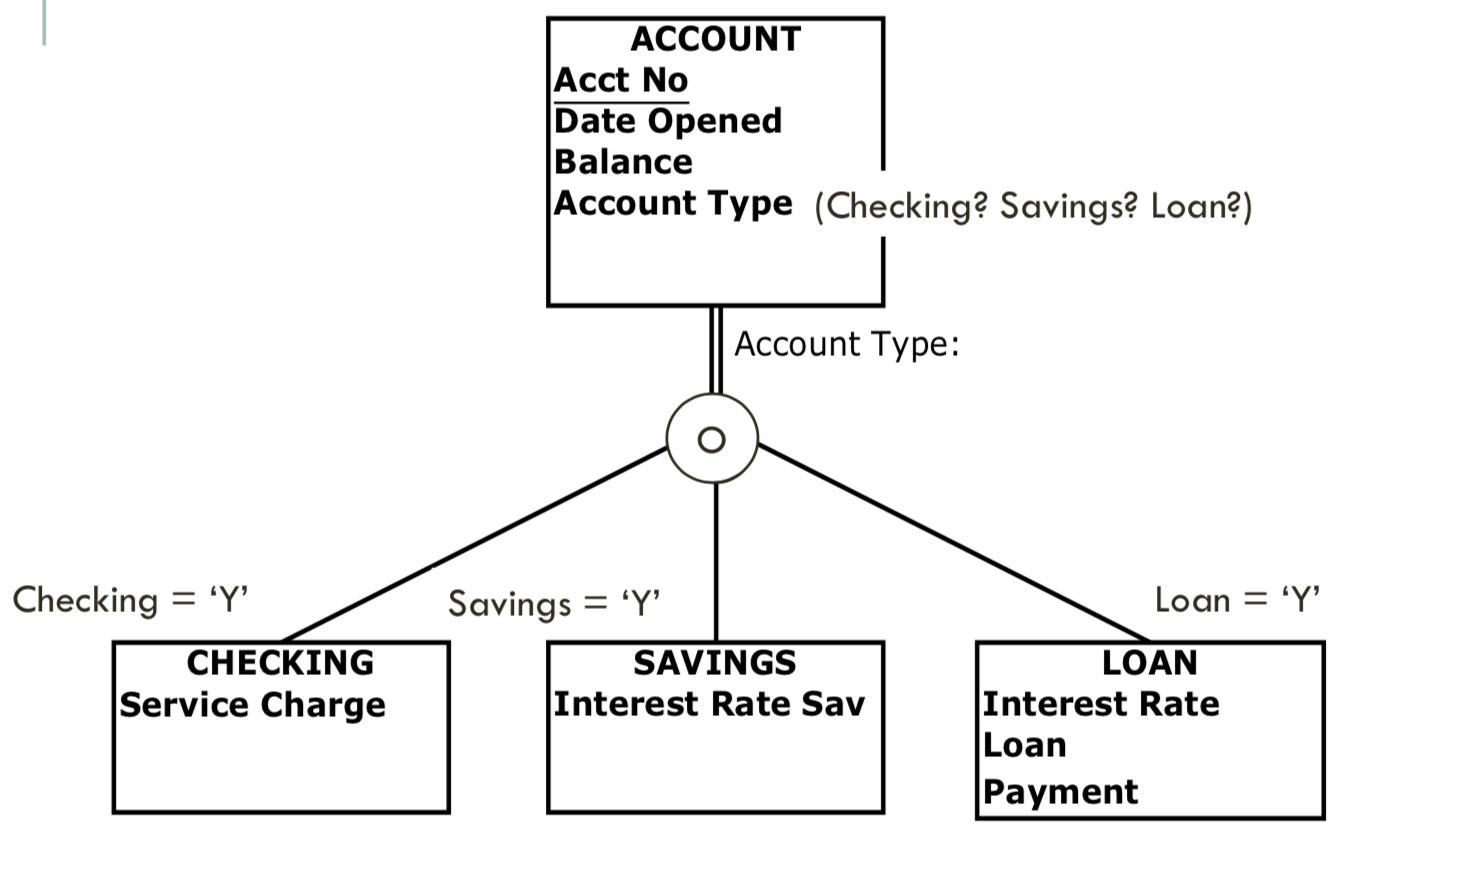 ACCOUNT
Acct No
Date Opened
Balance
Account Type (Checking? Savings? Loan?)
Account Type:
O
Checking = ‘Y’
Savings = ‘Y’
Loan = ‘Y’
CHECKING
Service Charge
SAVINGS
Interest Rate Sav
LOAN
Interest Rate
Loan
Payment